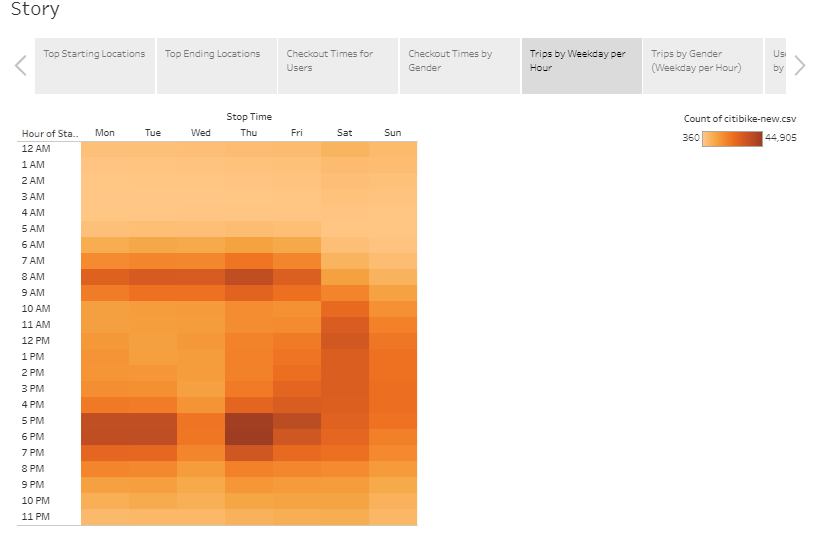 Story
Top Starting Locations
Top Ending Locations
Checkout Times for
Users
Checkout Times by
Gender
Trips by Weekday per
Hour
Trips by Gender
(Weekday per Hour)
Us
by
Stop Time
Hour of Sta..
Mon
Tue
Wed
Thu
Fri
Sat
Sun
12 AM
1 AM
2 AM
3 AM
4 AM
5 AM
6 AM
7 AM
8 AM
9 AM
10 AM
11 AM
12 PM
1 PM
2 PM
3 PM
4 PM
5 PM
6 PM
7 PM
8 PM
9 PM
10 PM
11 PM
Count of citibike-new.csv
360
44,905